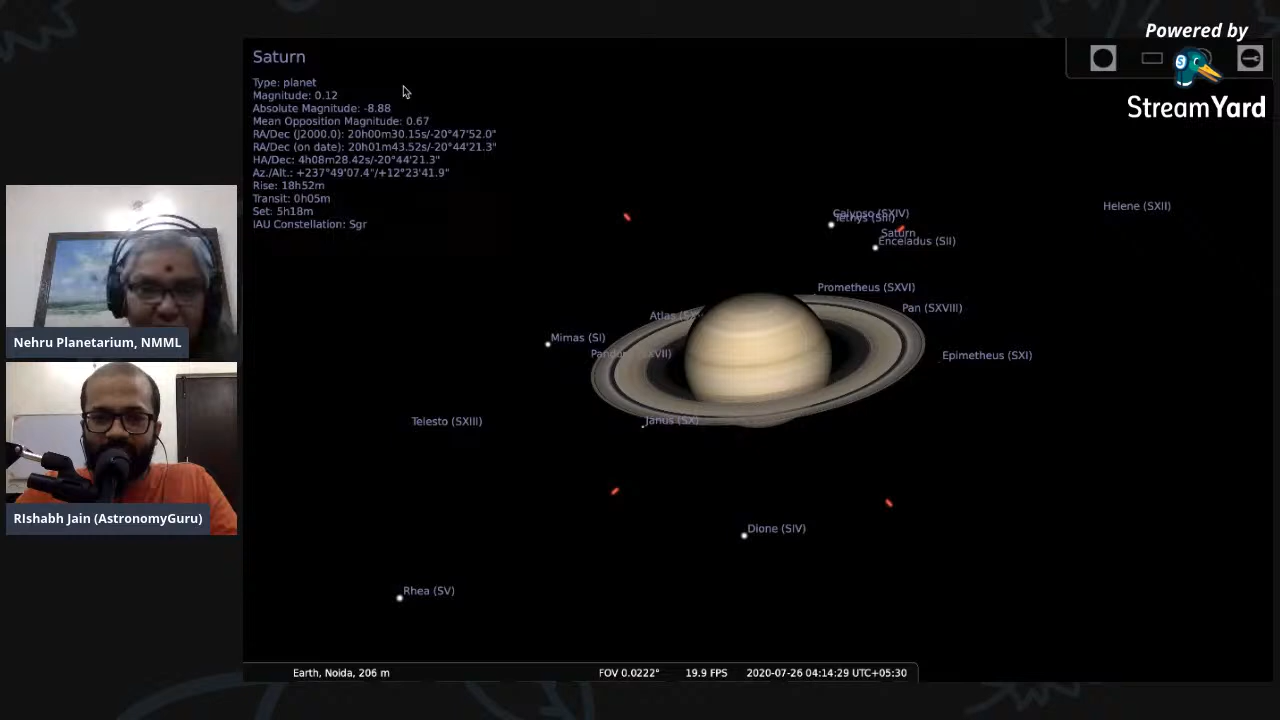 Powered by
StreamYard
Saturn
Type: planet
Magnitude: 0.12
Absolute Magnitude: -8.88
Mean Opposition Magnitude: 0.67
RA/Dec (J2000.0): 20h00m30.15s/-20°47'52.0"
RA/Dec (on date): 20h01m43.52s/-20°44'21.3"
HA/Dec: 4h08m28.42s/-20°44'21.3"
Az./Alt.: +237°49'07.4"/+12°23'41.9"
Rise: 18h52m
Transit: 0h05m
Set: 5h18m
IAU Constellation: Sgr
Helene (SXII)
Calypso (SXIV)
Tethys (SIII)
Saturn
Enceladus (SII)
Prometheus (SXVI)
Pan (SXVIII)
Atlas
Mimas (SI)
Epimetheus (SXI)
Telesto (SXIII)
Janus (SX)
Dione (SIV)
Rhea (SV)
Nehru Planetarium, NMML
RIshabh Jain (AstronomyGuru)
Earth, Noida, 206 m
FOV 0.0222°
19.9 FPS
2020-07-26 04:14:29 UTC+05:30